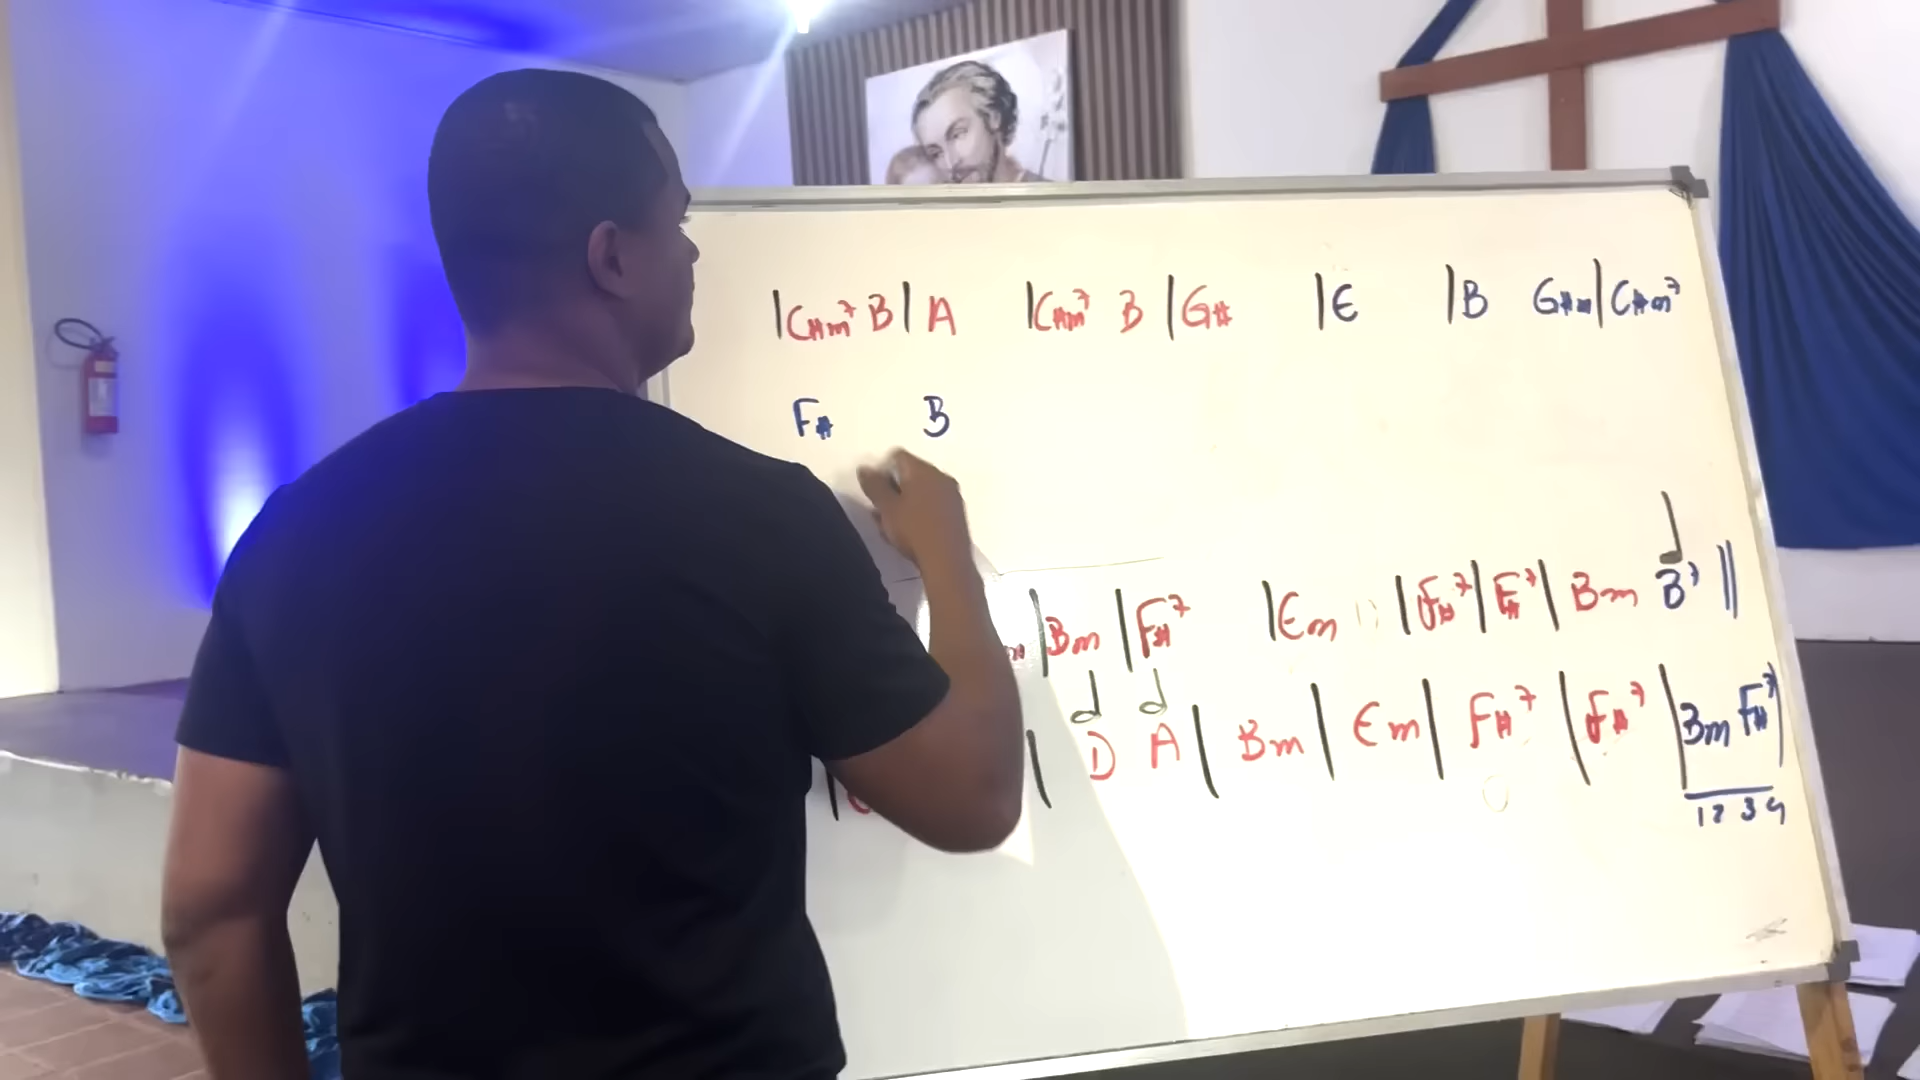 |C#m7 B| A |C#m7 B |G# |E |B G#m|C#m7
F# B
|Bm |F#7 |Em |F#7|F#7| Bm B7 ||
| D A | Bm | Em | F#7 | F#7 |Bm F#7|
1 2 3 4